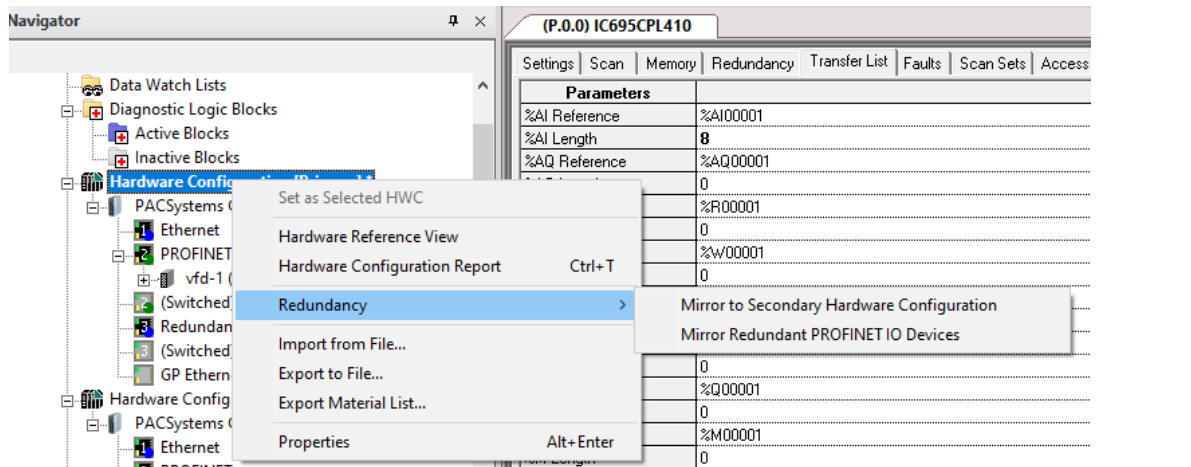 Navigator
(P.0.0) IC695CPL410
Settings Scan Memory Redundancy Transfer List Faults Scan Sets Access
Parameters
%AI Reference %AI00001
%AI Length 8
%AQ Reference %AQ00001
0
%R00001
0
%W00001
0
0
%Q00001
0
%M00001
0
Data Watch Lists
Diagnostic Logic Blocks
Active Blocks
Inactive Blocks
Hardware
PACSystems
Ethernet
PROFINET
vfd-1 (
(Switched)
Redundan
(Switched)
GP Ethern
Hardware Config
PACSystems
Ethernet
Set as Selected HWC
Hardware Reference View
Hardware Configuration Report Ctrl+T
Redundancy >
Import from File...
Export to File...
Export Material List...
Properties Alt+Enter
Mirror to Secondary Hardware Configuration
Mirror Redundant PROFINET IO Devices